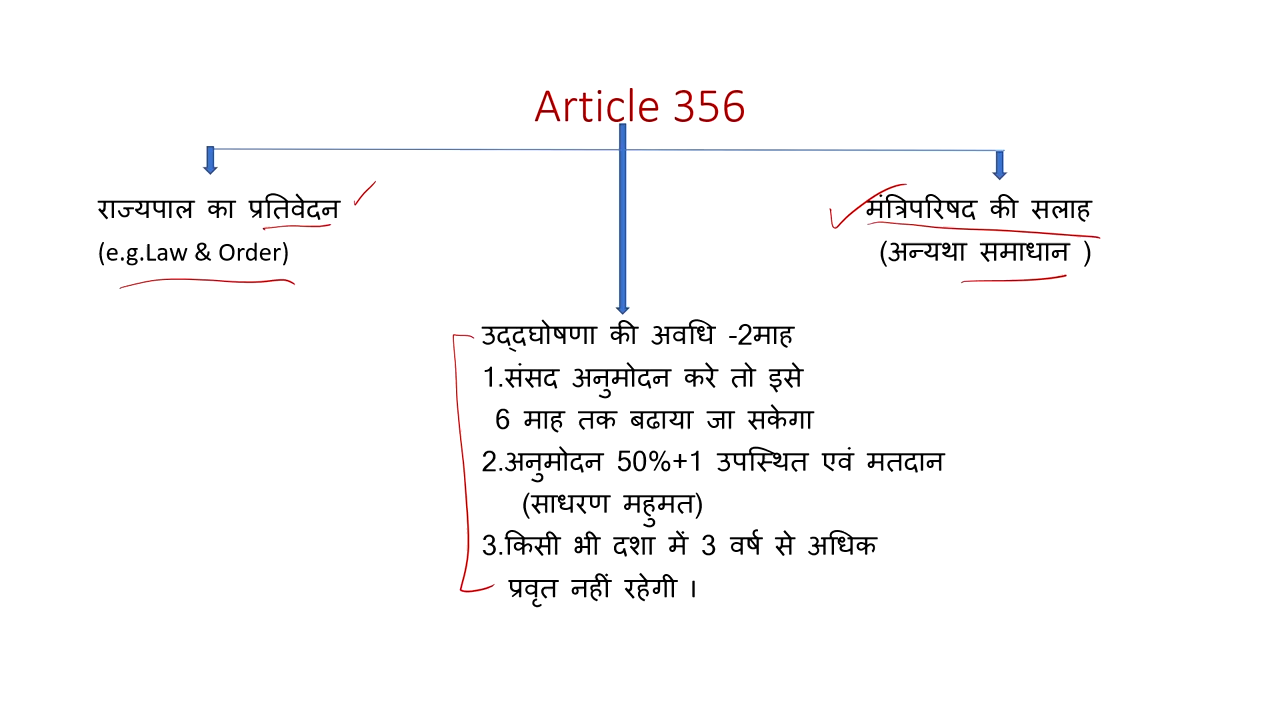 Article 356
राज्यपाल का प्रतिवेदन
(e.g.Law & Order)
मंत्रिपरिषद की सलाह
(अन्यथा समाधान )
उद्दघोषणा की अवधि -2माह
1.संसद अनुमोदन करे तो इसे
6 माह तक बढाया जा सकेगा
2.अनुमोदन 50%+1 उपस्थित एवं मतदान
(साधरण महुमत)
3.किसी भी दशा में 3 वर्ष से अधिक
प्रवृत नहीं रहेगी ।